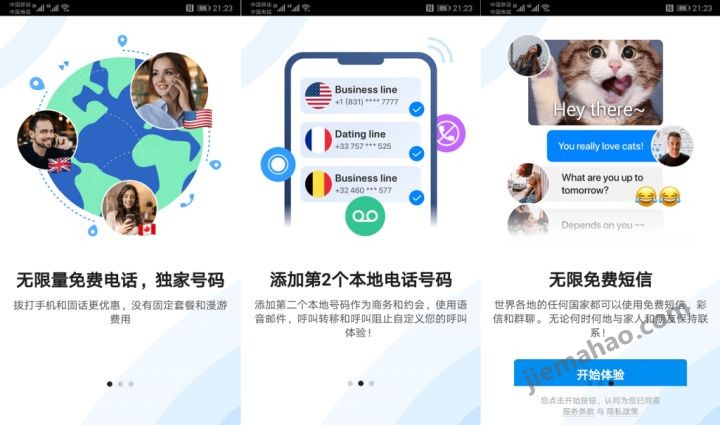 中国移动
中国电信
86
21:23
无限量免费电话，独家号码
拨打手机和固话更优惠，没有固定套餐和漫游
费用
中国移动
中国电信
86
21:23
Business line
+1 (831) **** 7777
Dating line
+33 757 *** 525
Business line
+32 460 **** 577
添加第2个本地电话号码
添加第二个本地号码作为商务和约会，使用语
音邮件，呼叫转移和呼叫阻止自定义您的呼叫
体验！
中国移动
中国电信
86
21:23
Hey there~
You really love cats!
What are you up to
tomorrow?
Depends on you ~~
无限免费短信
世界各地的任何国家都可以使用免费短信，彩
信和群聊。无论何时何地与家人和朋友保持联
系！
开始体验
您点击开始按钮，认同为您已同意
服务条款 与 隐私政策
jiemahao.com